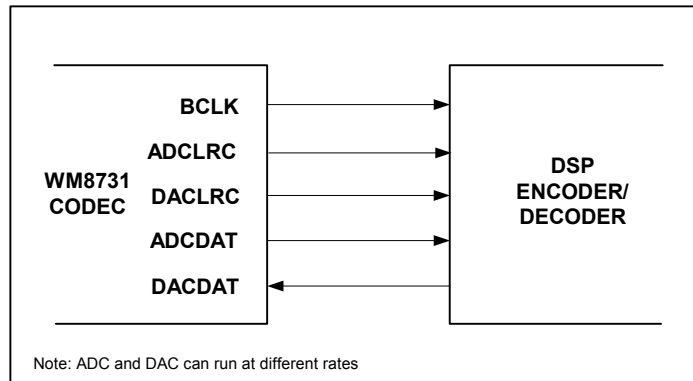 BCLK
ADCLRC
WM8731
CODEC
DACLRC
ADCDAT
DACDAT
DSP
ENCODER/
DECODER
Note: ADC and DAC can run at different rates